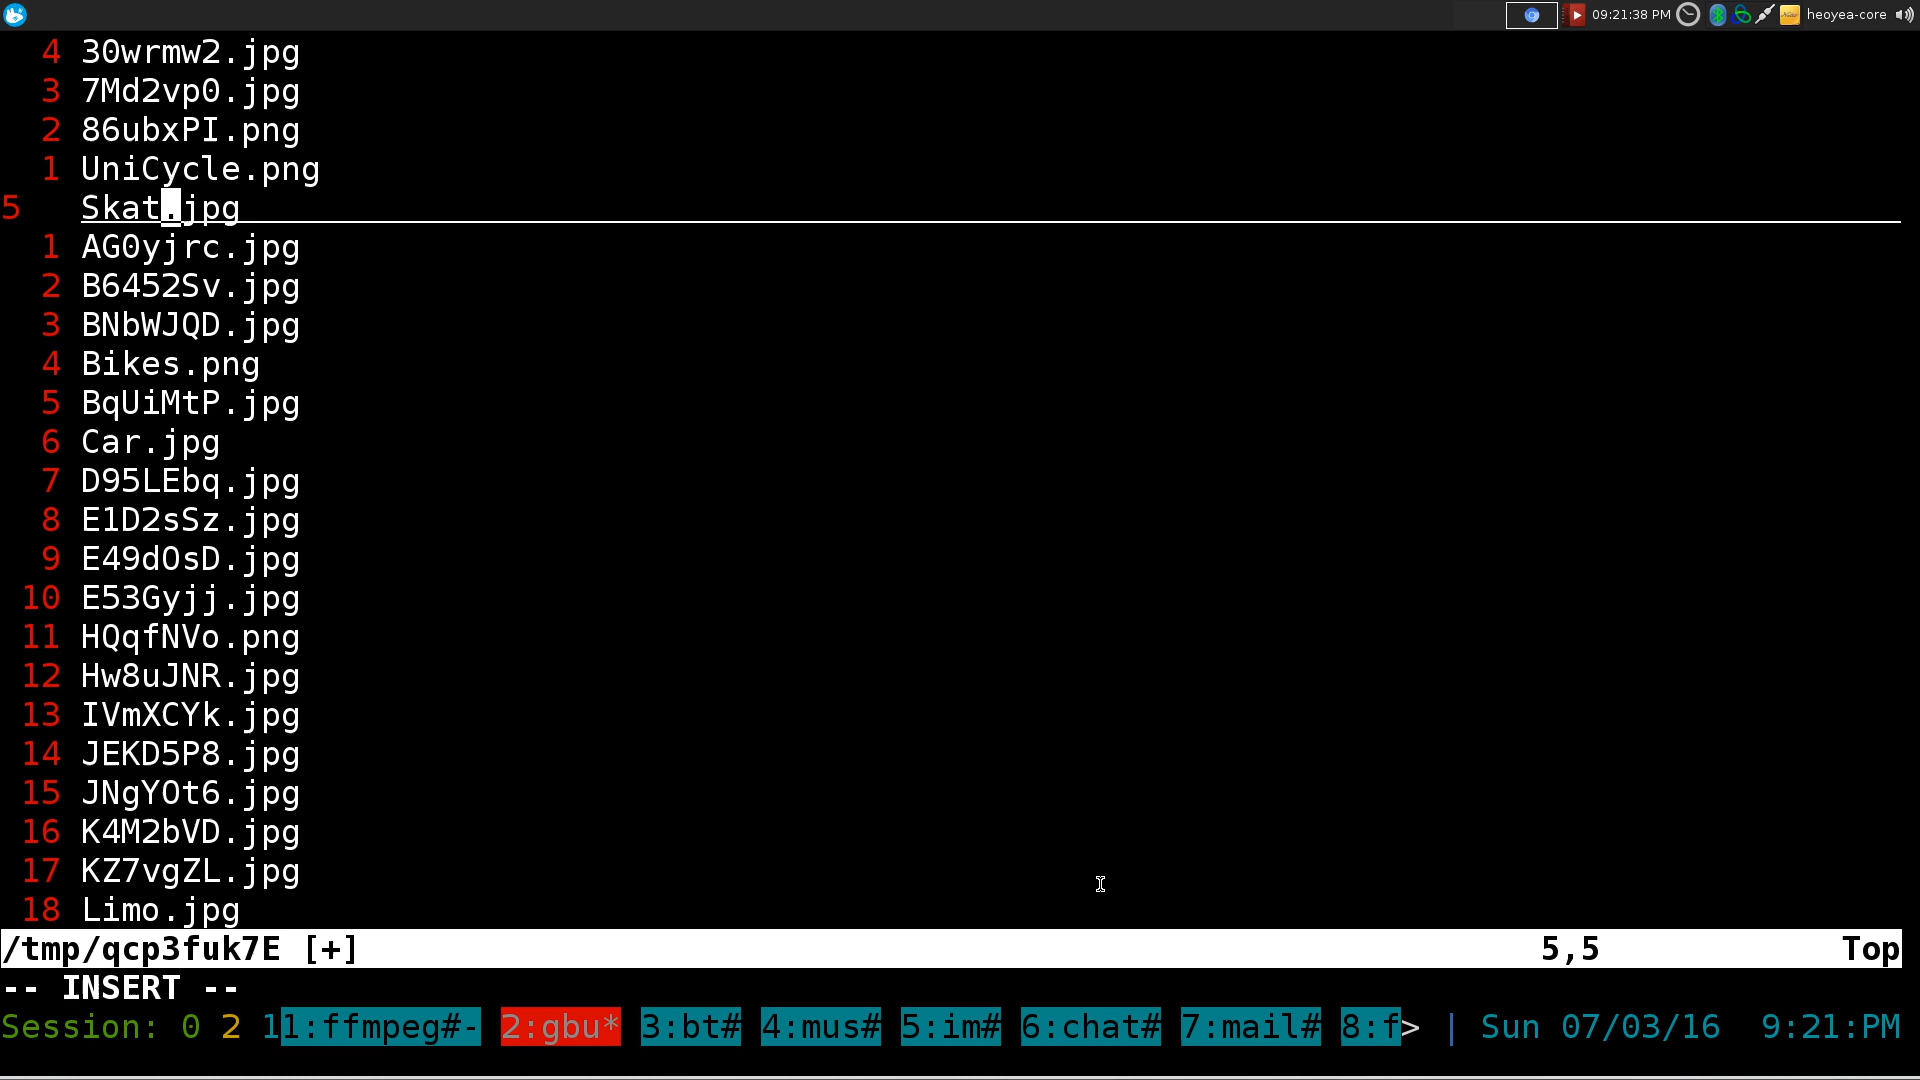 09:21:38 PM heoyea-core
4 30wrmw2.jpg
3 7Md2vp0.jpg
2 86ubxPI.png
1 UniCycle.png
5 Skat.jpg
1 AG0yjrc.jpg
2 B6452Sv.jpg
3 BNbWJQD.jpg
4 Bikes.png
5 BqUiMtP.jpg
6 Car.jpg
7 D95LEbq.jpg
8 E1D2sSz.jpg
9 E49dOsD.jpg
10 E53Gyjj.jpg
11 HQqfNVo.png
12 Hw8uJNR.jpg
13 IVmXCYk.jpg
14 JEKD5P8.jpg
15 JNgYOt6.jpg
16 K4M2bVD.jpg
17 KZ7vgZL.jpg
18 Limo.jpg
/tmp/qcp3fuk7E [+] 5,5 Top
-- INSERT --
Session: 0 2 11:ffmpeg#- 2:gbu* 3:bt# 4:mus# 5:im# 6:chat# 7:mail# 8:f> | Sun 07/03/16 9:21:PM